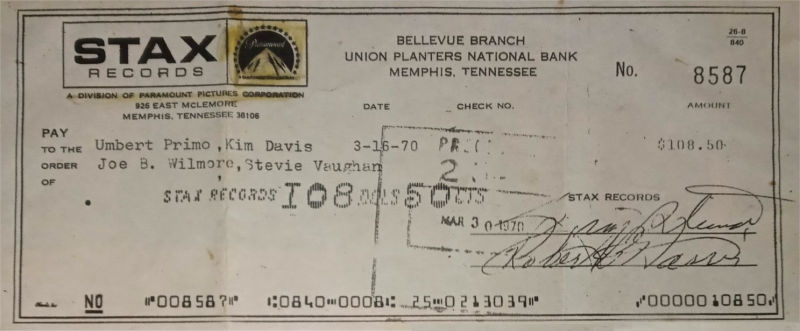 STAX
RECORDS
Paramount
A DIVISION OF PARAMOUNT PICTURES CORPORATION
926 EAST MCLEMORE
MEMPHIS, TENNESSEE 38106
BELLEVUE BRANCH
UNION PLANTERS NATIONAL BANK
MEMPHIS, TENNESSEE
26-8
840
No. 8587
DATE CHECK NO. AMOUNT
PAY
TO THE Umbert Primo ,Kim Davis 3-16-70 $108.50
ORDER Joe B. Wilmore,Stevie Vaughan
OF
STAX RECORDS 108 DOLS 50 CTS
STAX RECORDS
MAR 30 1970
NO ⑈008587⑈ ⑆0840⑉0008⑆ 25⑉0213039⑈ ⑈0000010850⑈